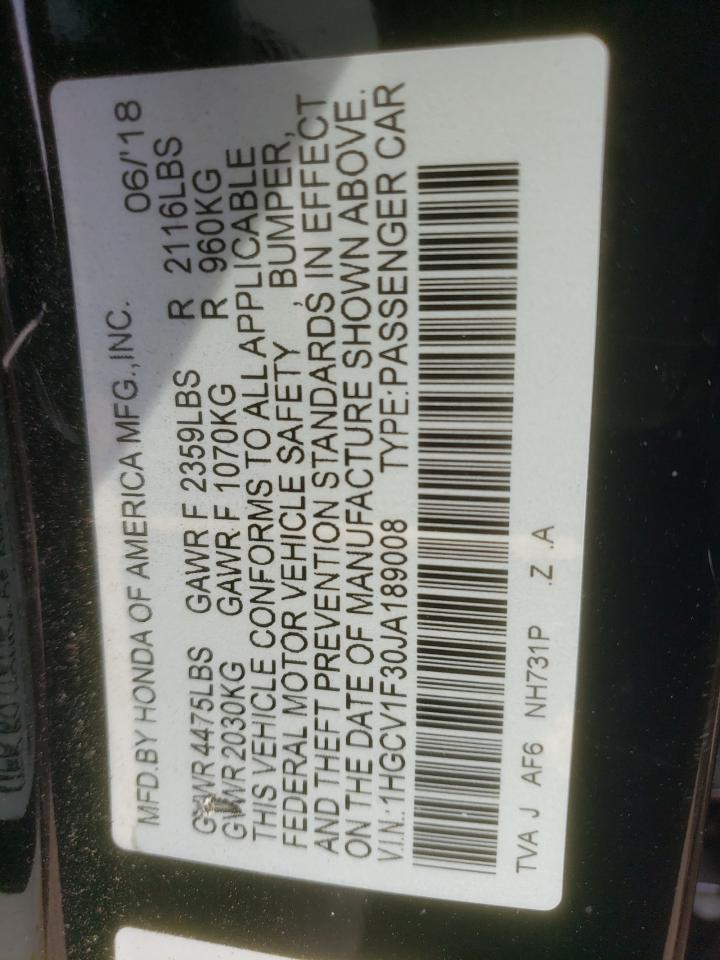 MFD.BY HONDA OF AMERICA MFG.,INC. 06/'18
GVWR 4475LBS GAWR F 2359LBS R 2116LBS
GVWR 2030KG GAWR F 1070KG R 960KG
THIS VEHICLE CONFORMS TO ALL APPLICABLE
FEDERAL MOTOR VEHICLE SAFETY , BUMPER,
AND THEFT PREVENTION STANDARDS IN EFFECT
ON THE DATE OF MANUFACTURE SHOWN ABOVE.
V.I.N.: 1HGCV1F30JA189008 TYPE:PASSENGER CAR
TVA J AF6 NH731P .Z .A